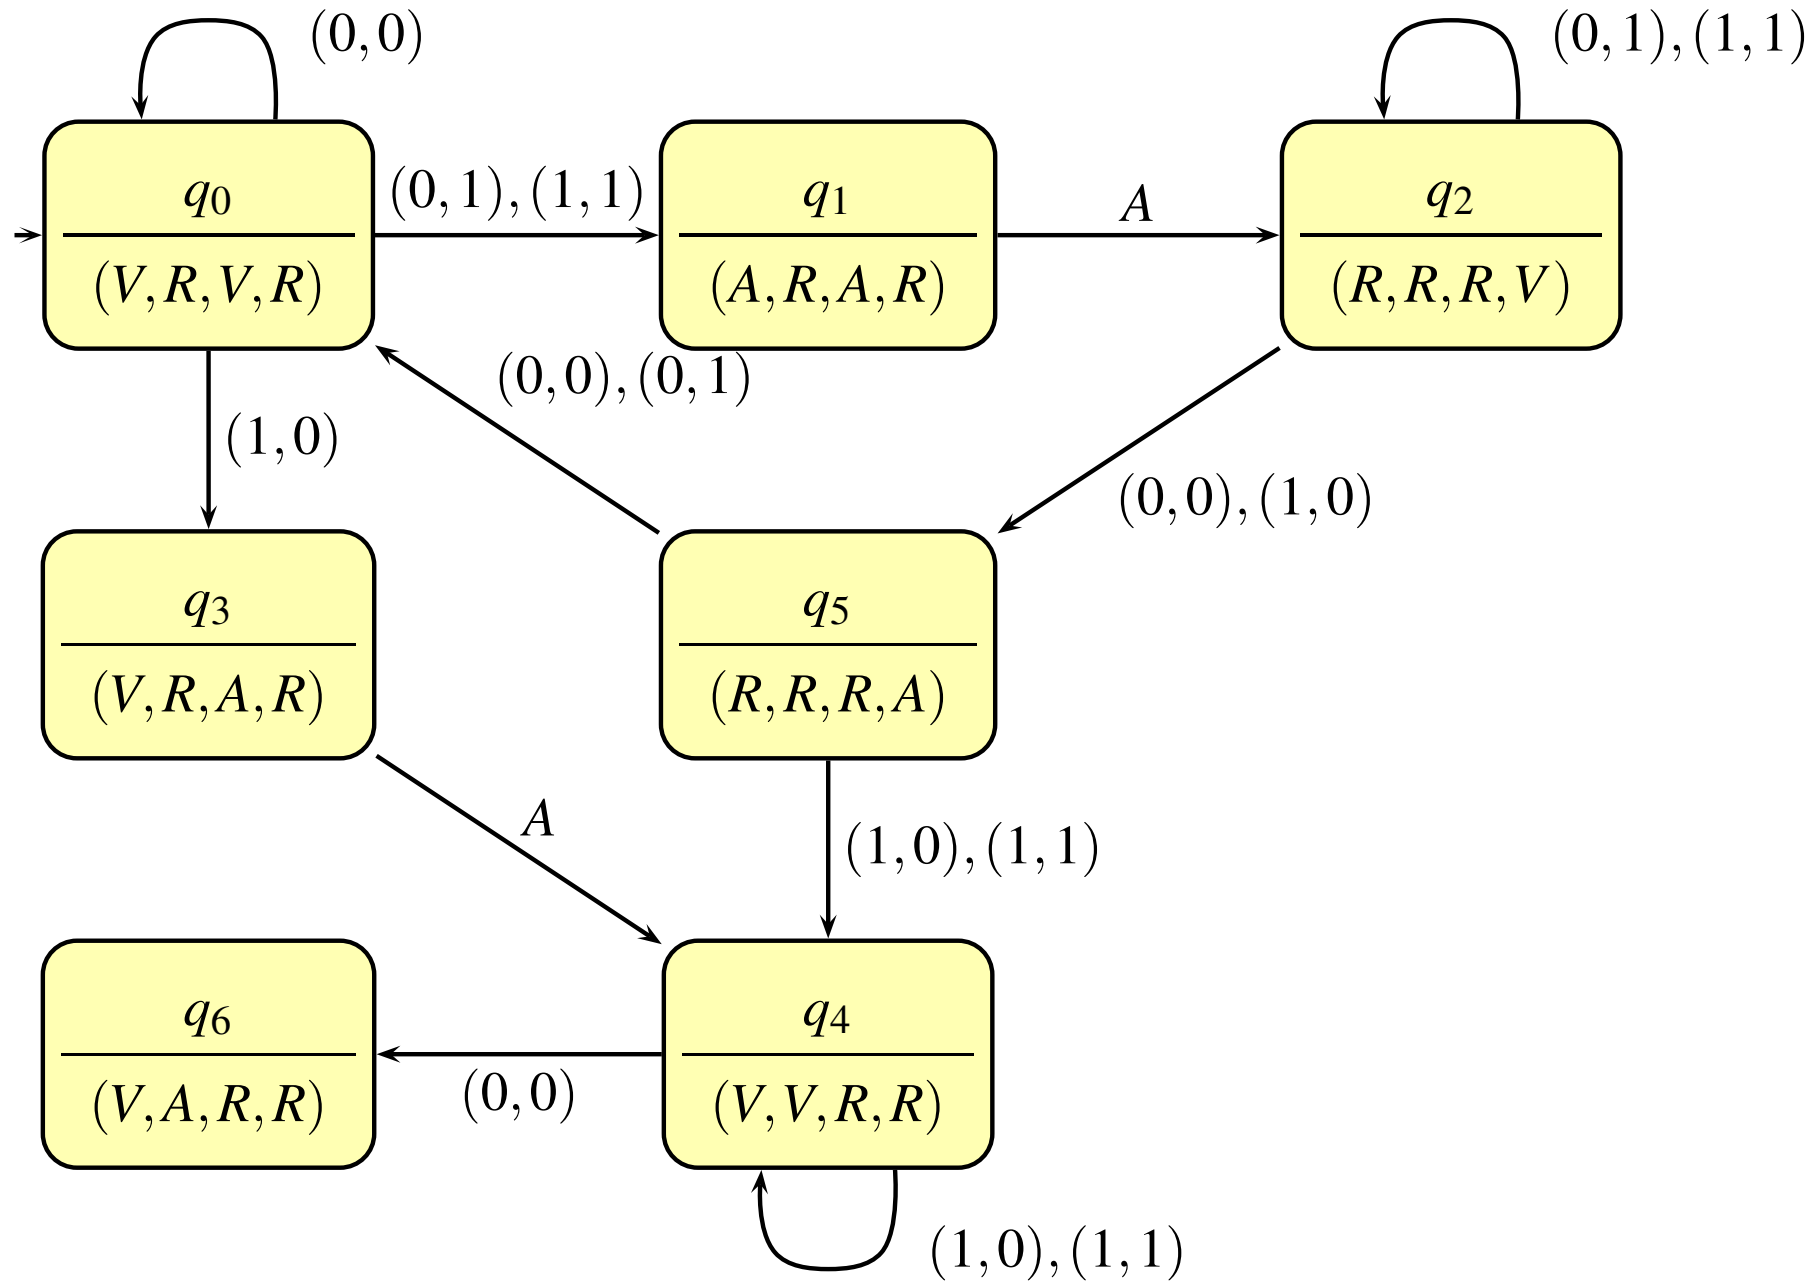 (0,0)
(0,1),(1,1)
q0
(V,R,V,R)
(0,1),(1,1)
q1
(A,R,A,R)
A
q2
(R,R,R,V)
(1,0)
(0,0),(0,1)
(0,0),(1,0)
q3
(V,R,A,R)
q5
(R,R,R,A)
A
(1,0),(1,1)
q6
(V,A,R,R)
(0,0)
q4
(V,V,R,R)
(1,0),(1,1)